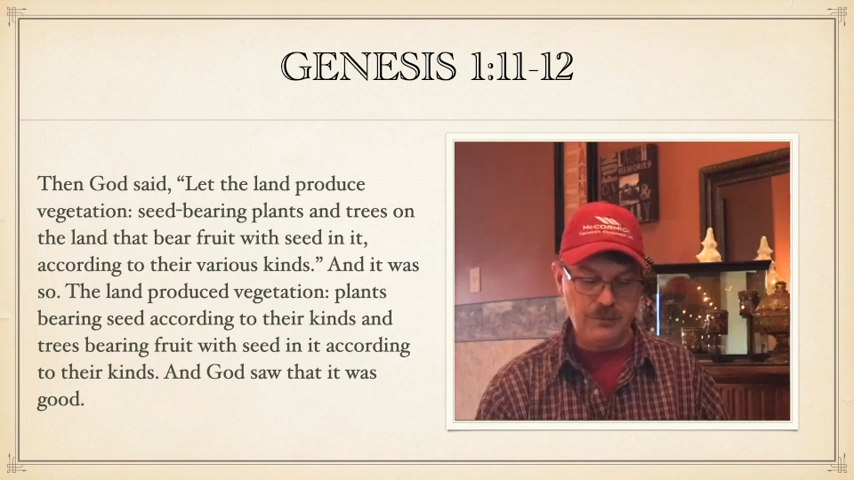 GENESIS 1:11-12
Then God said, “Let the land produce
vegetation: seed-bearing plants and trees on
the land that bear fruit with seed in it,
according to their various kinds.” And it was
so. The land produced vegetation: plants
bearing seed according to their kinds and
trees bearing fruit with seed in it according
to their kinds. And God saw that it was
good.
MEMORIES
McCORMICK